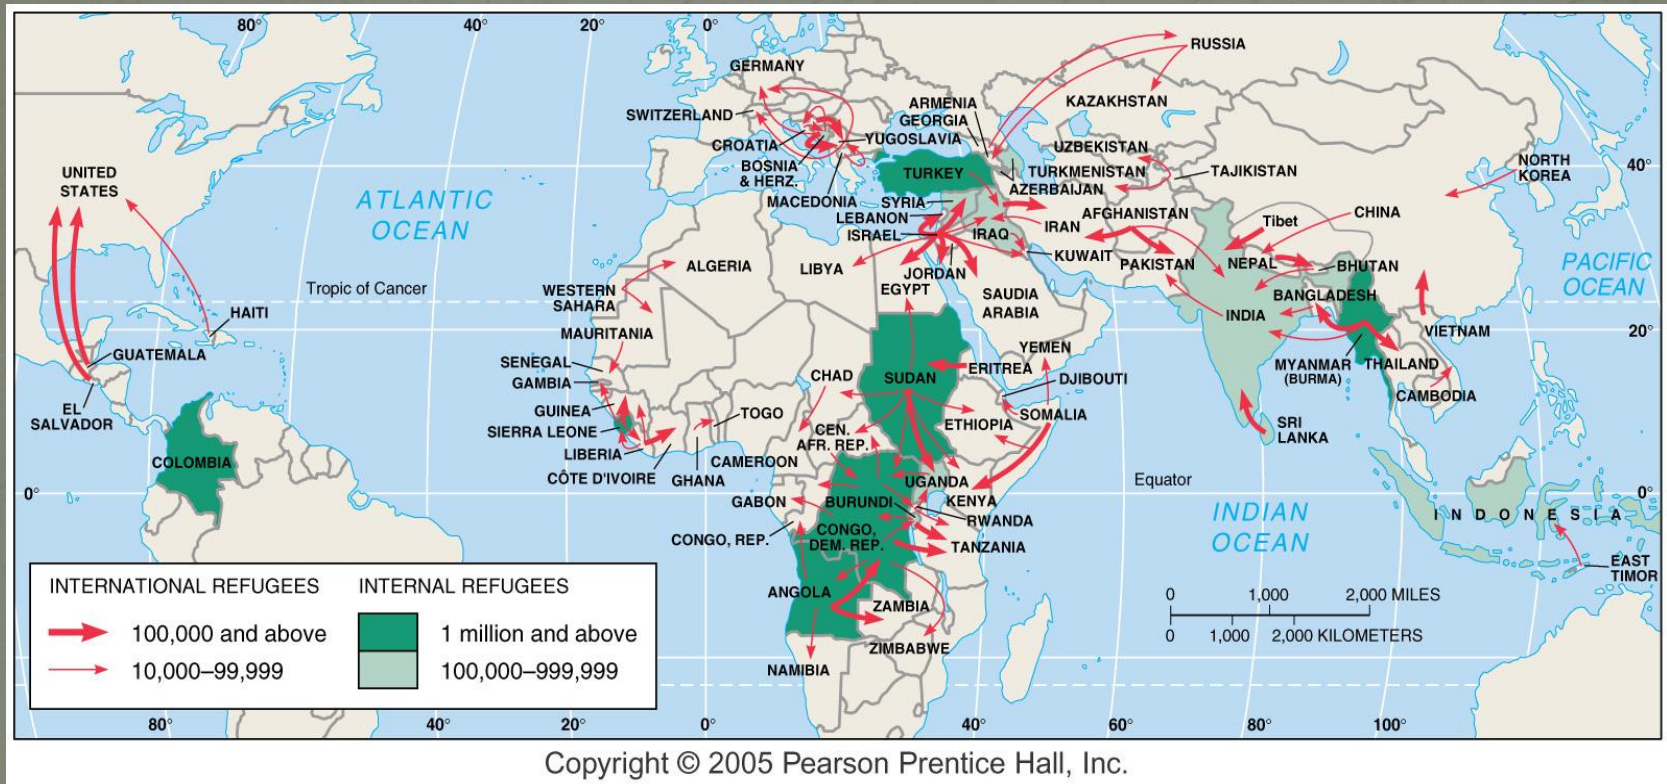 80°
40°
20°
0°
40°
60°
80°
100°
120°
140°
RUSSIA
GERMANY
KAZAKHSTAN
ARMENIA
GEORGIA
SWITZERLAND
YUGOSLAVIA
CROATIA
UZBEKISTAN
BOSNIA
& HERZ.
TURKEY
TURKMENISTAN
TAJIKISTAN
NORTH
KOREA
40°
UNITED
STATES
AZERBAIJAN
ATLANTIC
OCEAN
MACEDONIA
SYRIA
LEBANON
AFGHANISTAN
CHINA
Tibet
ISRAEL
IRAQ
IRAN
KUWAIT
PAKISTAN
NEPAL
BHUTAN
PACIFIC
OCEAN
ALGERIA
LIBYA
JORDAN
EGYPT
SAUDIA
ARABIA
Tropic of Cancer
WESTERN
SAHARA
BANGLADESH
INDIA
HAITI
MAURITANIA
VIETNAM
20°
GUATEMALA
SENEGAL
YEMEN
MYANMAR
(BURMA)
THAILAND
GAMBIA
CHAD
SUDAN
ERITREA
DJIBOUTI
CAMBODIA
EL
SALVADOR
GUINEA
TOGO
SOMALIA
ETHIOPIA
SIERRA LEONE
CEN.
AFR. REP.
SRI
LANKA
LIBERIA
COLOMBIA
CAMEROON
CÔTE D'IVOIRE
GHANA
UGANDA
Equator
0°
0°
GABON
BURUNDI
KENYA
RWANDA
INDIAN
OCEAN
INDONESIA
CONGO, REP.
CONGO,
DEM. REP.
TANZANIA
EAST
TIMOR
ANGOLA
ZAMBIA
ZIMBABWE
NAMIBIA
0 1,000 2,000 MILES
0 1,000 2,000 KILOMETERS
INTERNATIONAL REFUGEES
100,000 and above
10,000–99,999
INTERNAL REFUGEES
1 million and above
100,000–999,999
80°
40°
20°
0°
40°
60°
80°
100°
Copyright © 2005 Pearson Prentice Hall, Inc.